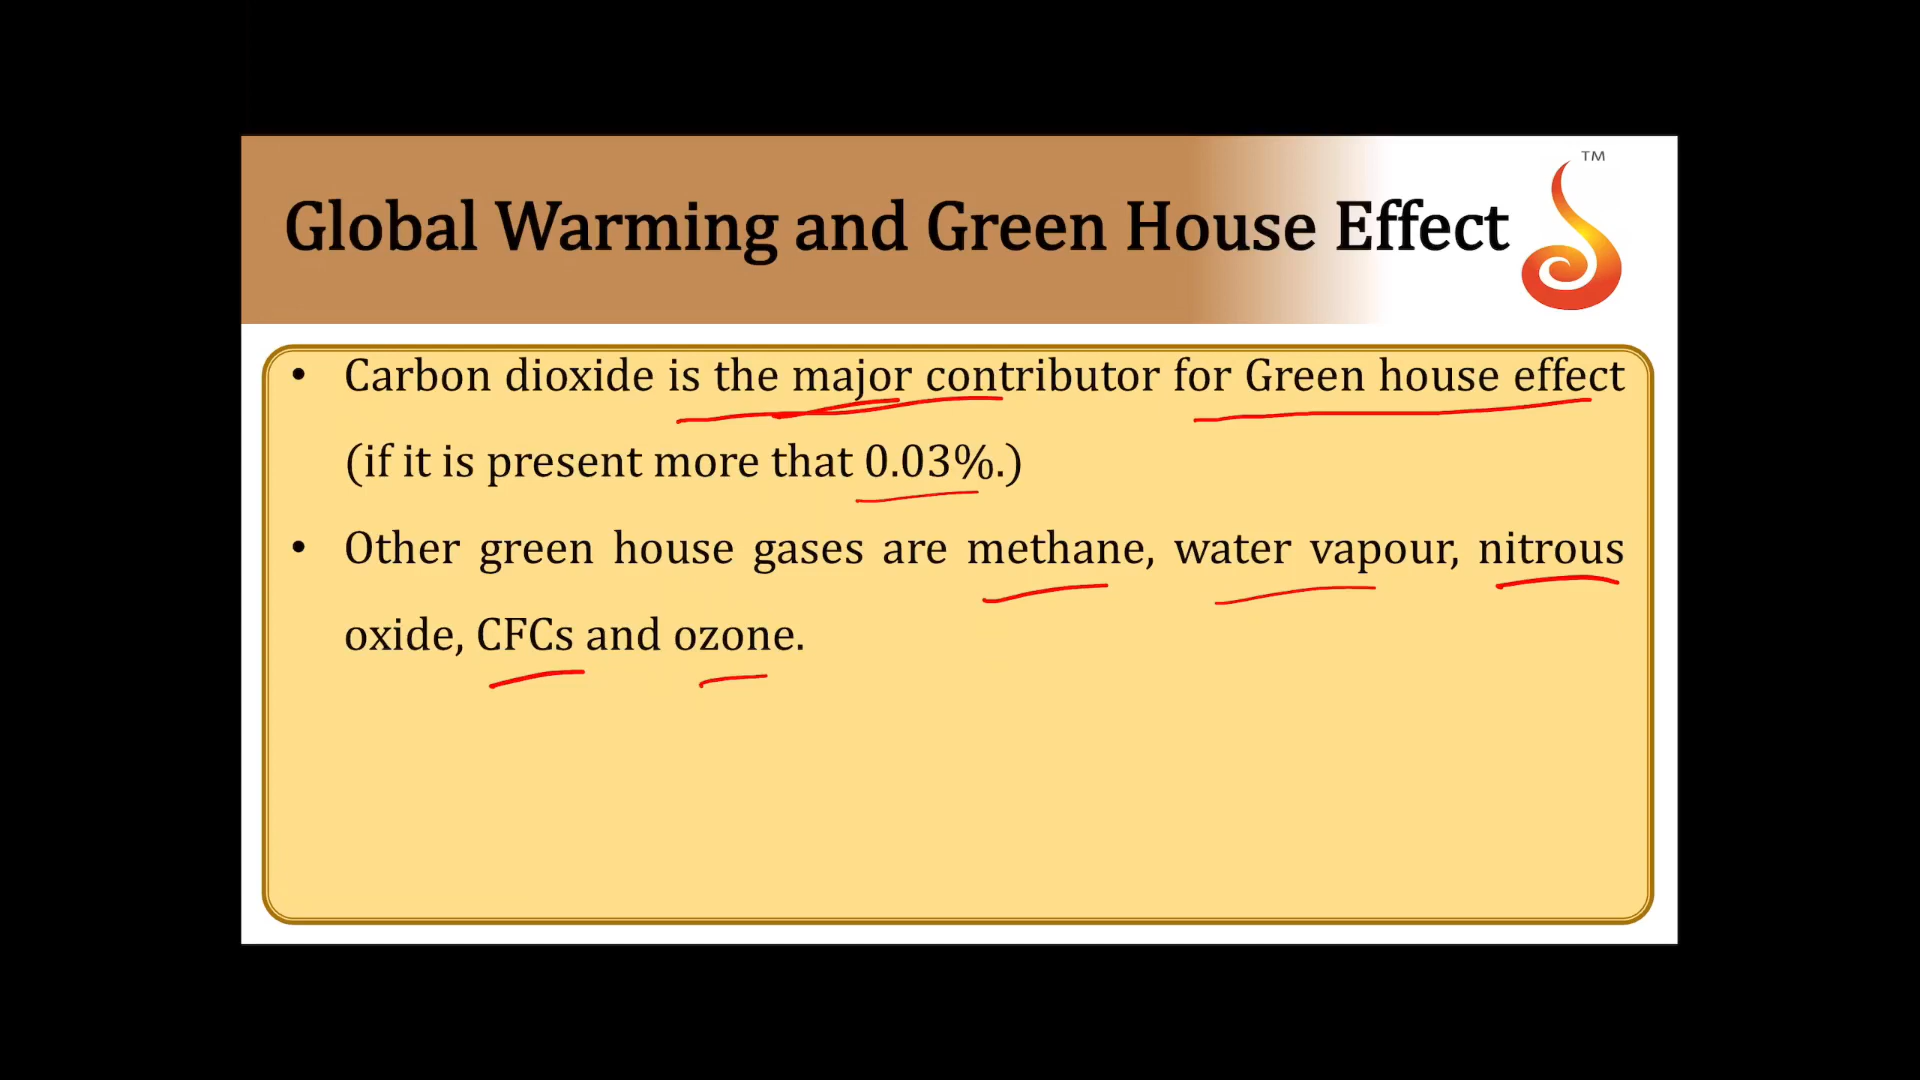 TM
Global Warming and Green House Effect
• Carbon dioxide is the major contributor for Green house effect
(if it is present more that 0.03%.)
• Other green house gases are methane, water vapour, nitrous
oxide, CFCs and ozone.